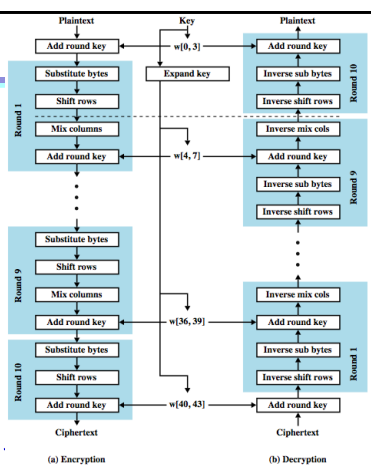 Plaintext Key Plaintext
Add round key w[0, 3] Add round key
Substitute bytes Expand key Inverse sub bytes
Shift rows Inverse shift rows
Round 1 Round 10
Mix columns Inverse mix cols
Add round key w[4, 7] Add round key
Inverse sub bytes
Round 9
Inverse shift rows
Substitute bytes
Shift rows
Round 9
Mix columns Inverse mix cols
Add round key w[36, 39] Add round key
Substitute bytes Inverse sub bytes
Shift rows Inverse shift rows
Round 10 Round 1
Add round key w[40, 43] Add round key
Ciphertext Ciphertext
(a) Encryption (b) Decryption